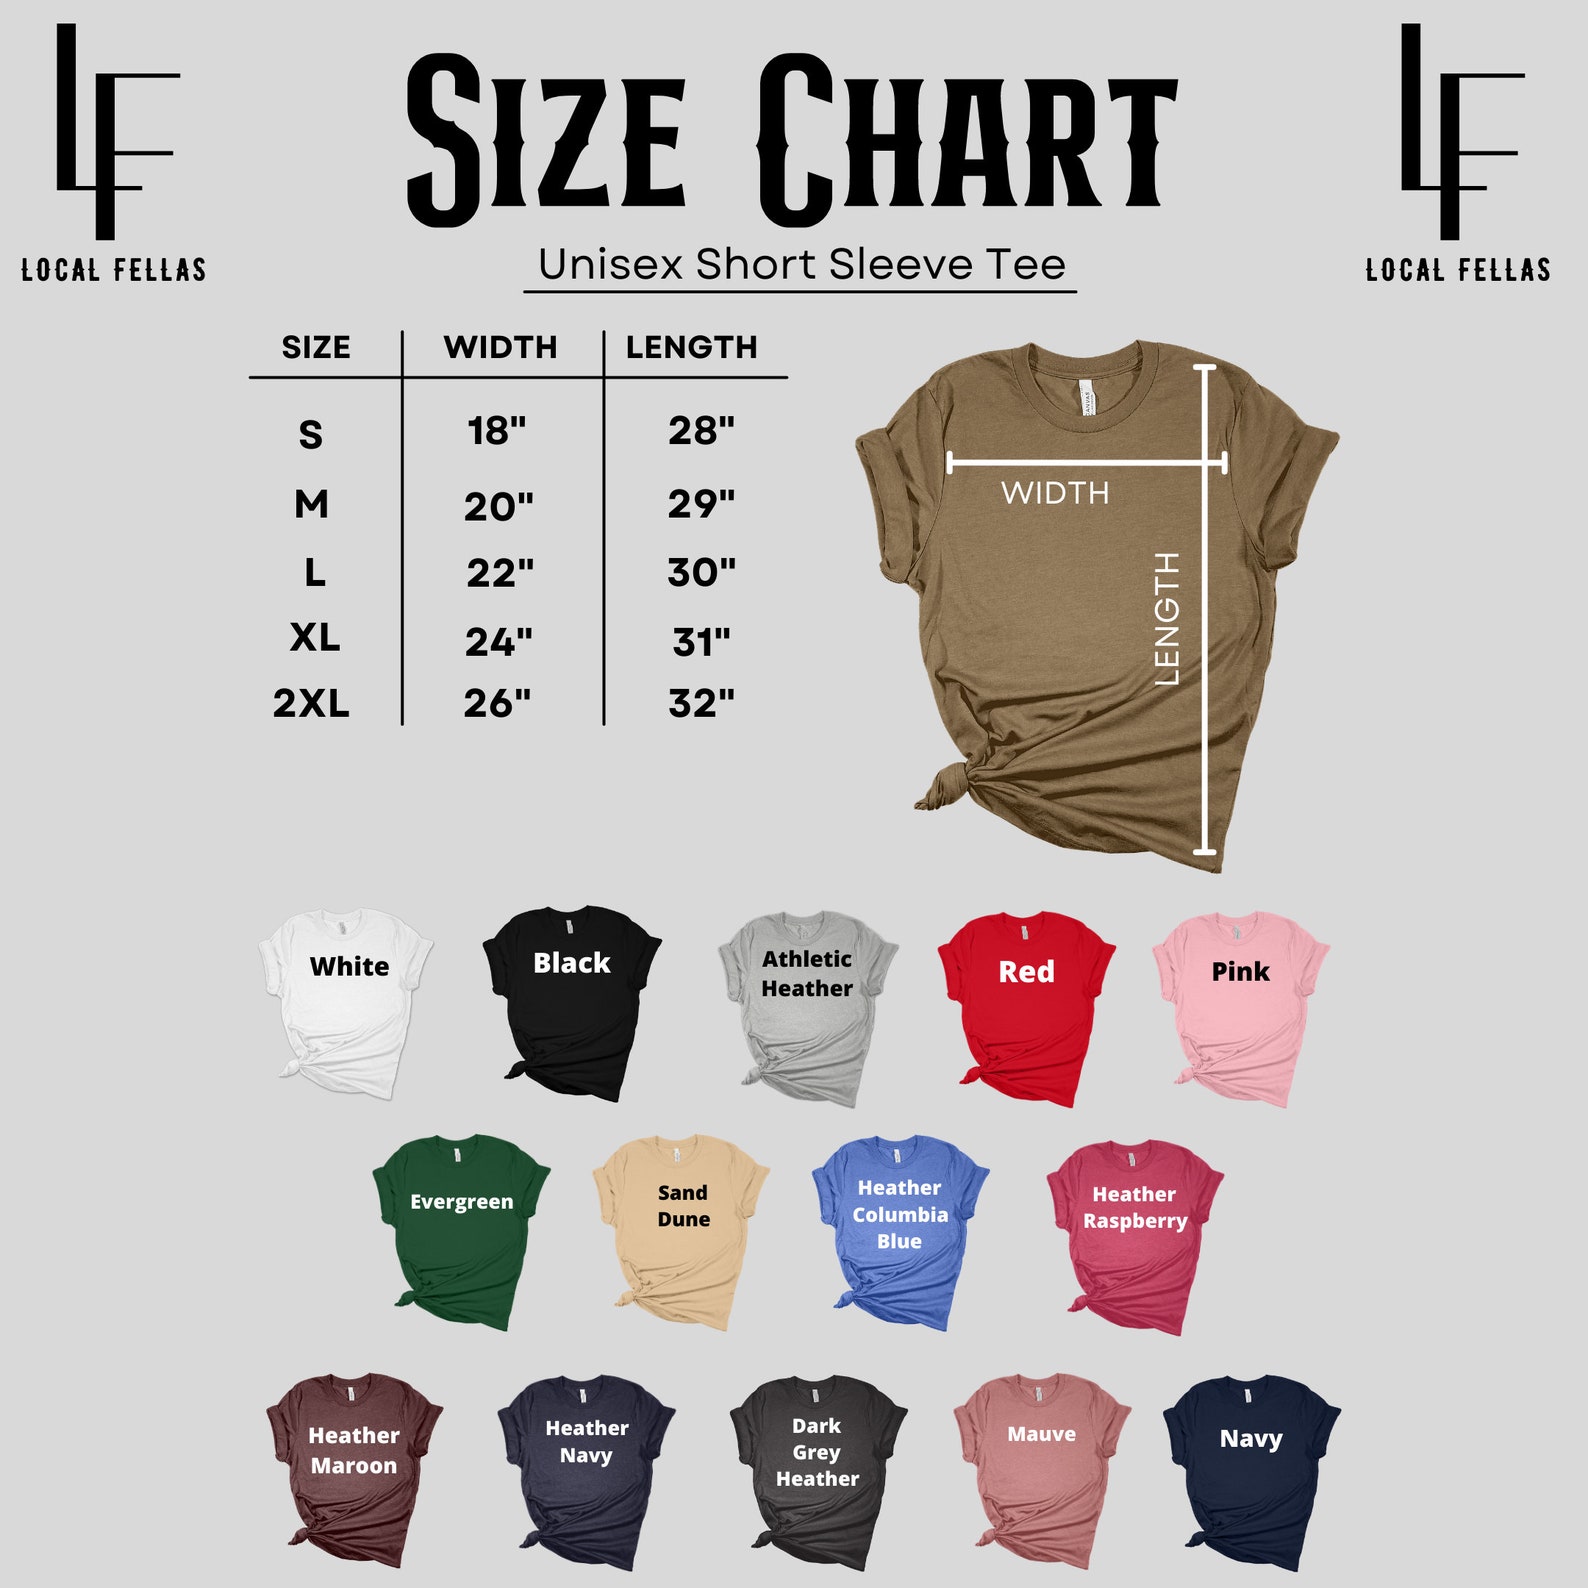 LF
LOCAL FELLAS
SIZE CHART
Unisex Short Sleeve Tee
LF
LOCAL FELLAS
SIZE WIDTH LENGTH
S 18" 28"
M 20" 29"
L 22" 30"
XL 24" 31"
2XL 26" 32"
CANVAS
WIDTH
LENGTH
White
Black
Athletic
Heather
Red
Pink
Evergreen
Sand
Dune
Heather
Columbia
Blue
Heather
Raspberry
Heather
Maroon
Heather
Navy
Dark
Grey
Heather
Mauve
Navy